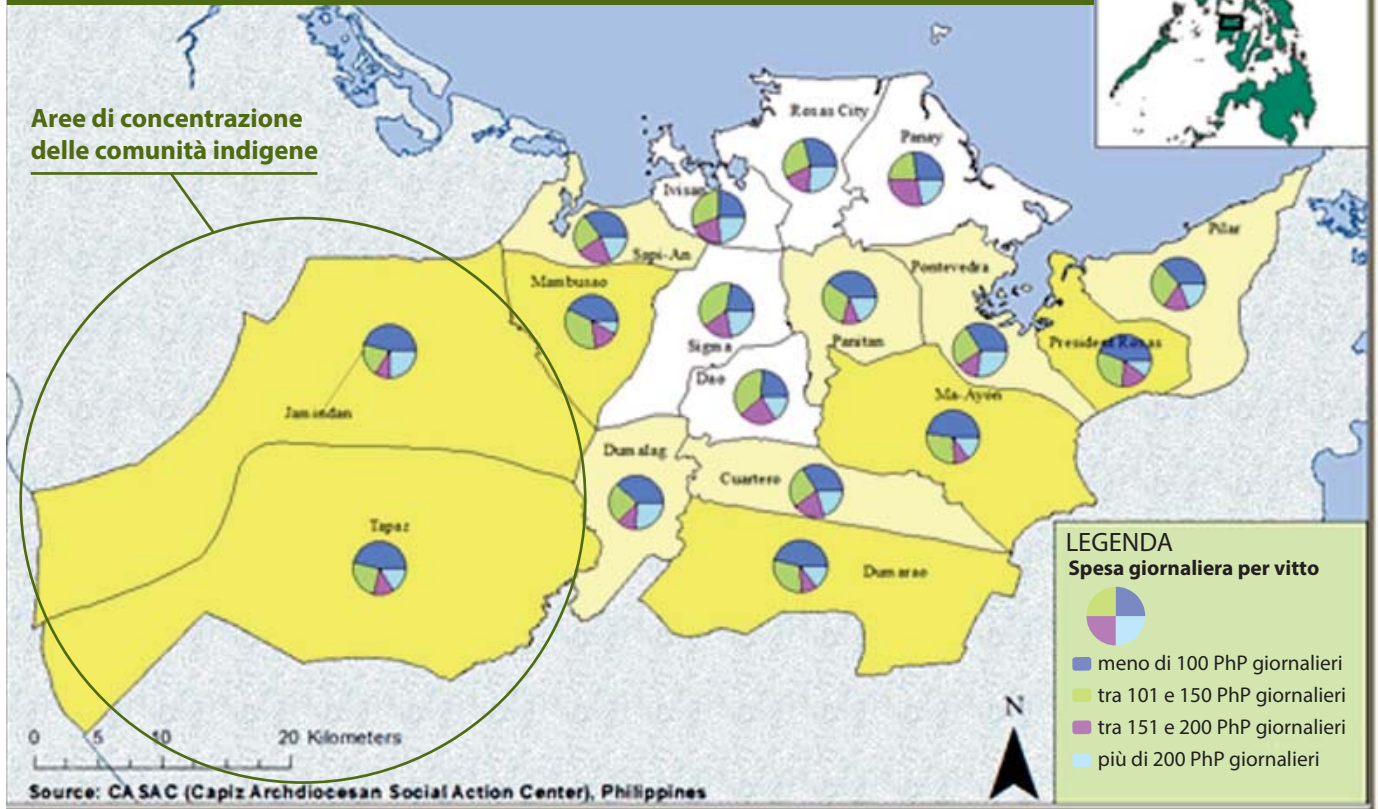 Aree di concentrazione
delle comunità indigene
Roxas City
Panay
Ivisan
Sapi-An
Pilar
Mambusao
Pontevedra
Sigma
Panitan
President Roxas
Dao
Ma-Ayon
Jamindan
Dumalag
Cuartero
Tapaz
Dumarao
LEGENDA
Spesa giornaliera per vitto
meno di 100 PhP giornalieri
tra 101 e 150 PhP giornalieri
tra 151 e 200 PhP giornalieri
più di 200 PhP giornalieri
N
0 5 10 20 Kilometers
Source: CASAC (Capiz Archdiocesan Social Action Center), Philippines